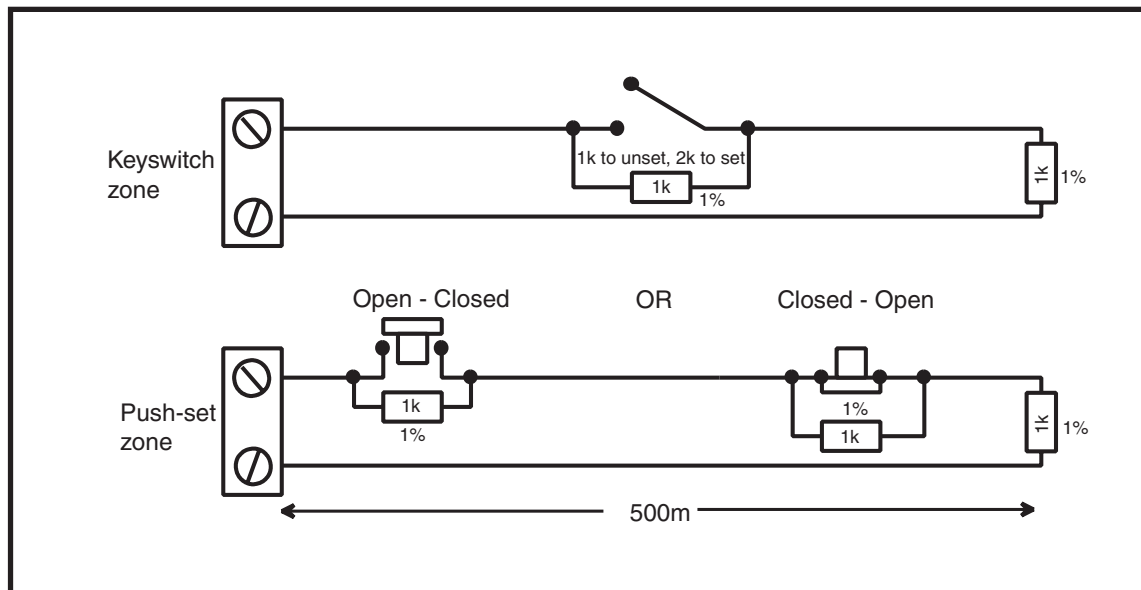 Keyswitch
zone
1k to unset, 2k to set
1k
1%
1k
1%
Open - Closed
OR
Closed - Open
Push-set
zone
1k
1%
1%
1k
1k
1%
500m